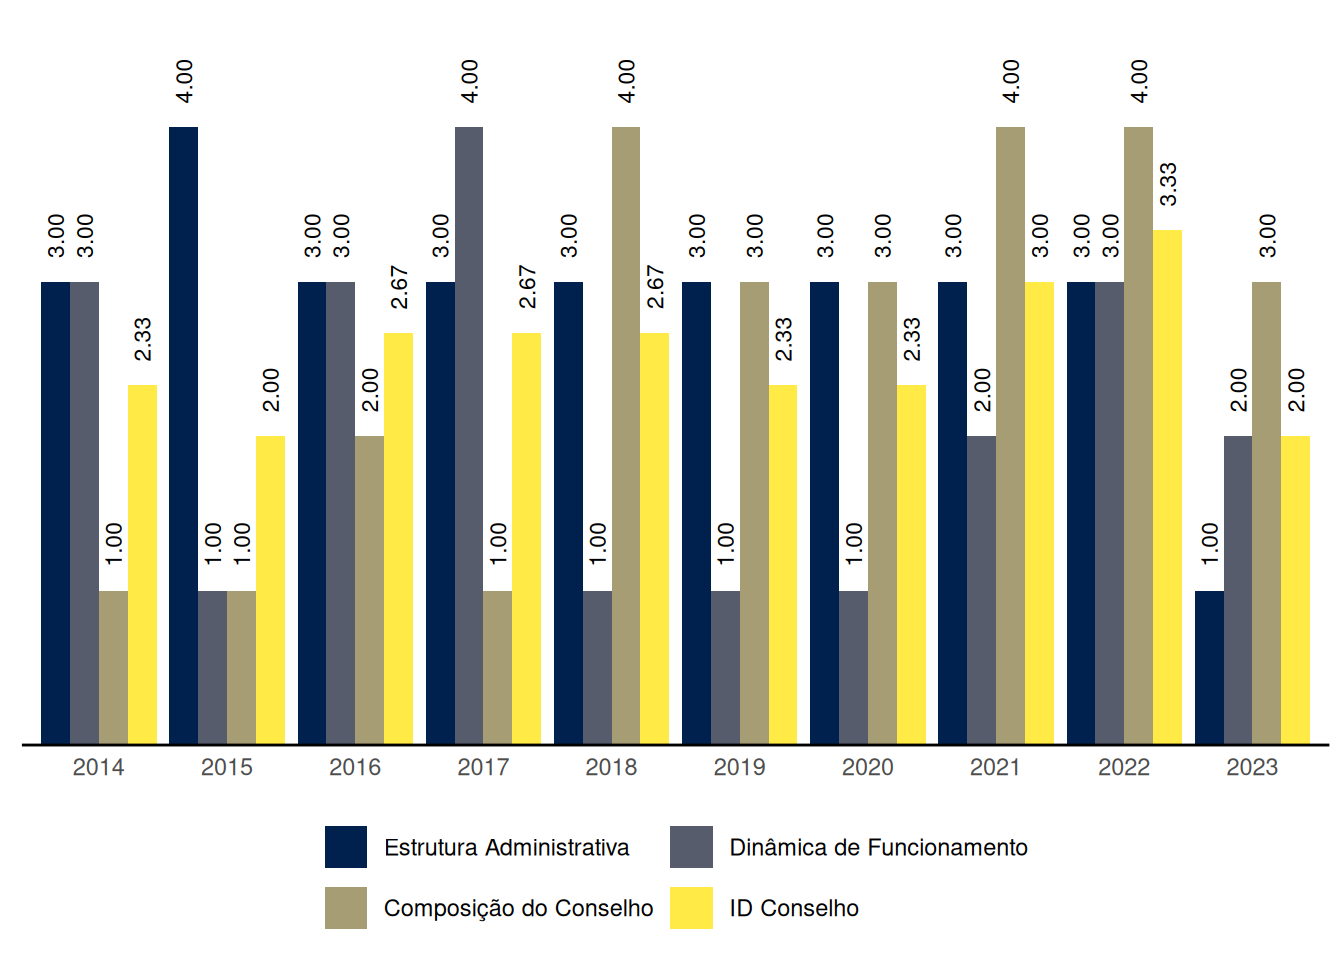 3.00 3.00 1.00 2.33
4.00 1.00 1.00 2.00
3.00 3.00 2.00 2.67
3.00 4.00 1.00 2.67
3.00 1.00 4.00 2.67
3.00 1.00 3.00 2.33
3.00 1.00 3.00 2.33
3.00 2.00 4.00 3.00
3.00 3.00 4.00 3.33
1.00 2.00 3.00 2.00
2014 2015 2016 2017 2018 2019 2020 2021 2022 2023
Estrutura Administrativa Dinâmica de Funcionamento
Composição do Conselho ID Conselho